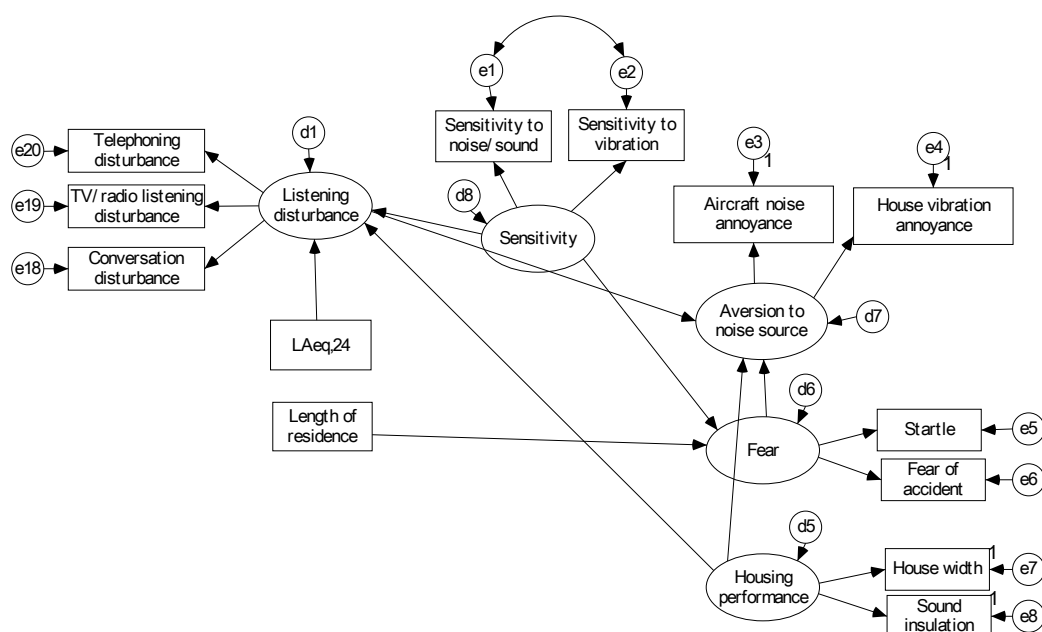 e1
e2
Sensitivity to
noise/ sound
Sensitivity to
vibration
e20
Telephoning
disturbance
d1
e3
1
e4
1
e19
TV/ radio listening
disturbance
Listening
disturbance
d8
Sensitivity
Aircraft noise
annoyance
House vibration
annoyance
e18
Conversation
disturbance
Aversion to
noise source
d7
LAeq,24
d6
Length of
residence
Fear
Startle
e5
Fear of
accident
e6
d5
Housing
performance
House width
1
e7
Sound
insulation
1
e8